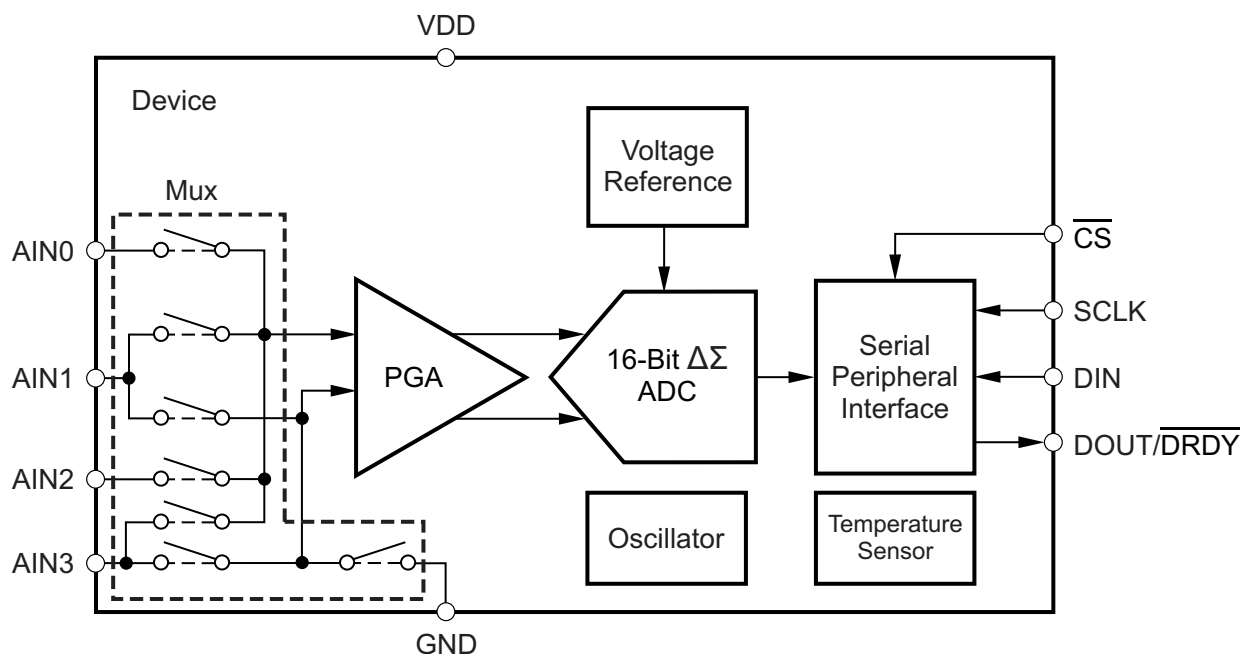 VDD
Device
Voltage
Reference
Mux
AIN0
CS
SCLK
AIN1
PGA
16-Bit ΔΣ
ADC
Serial
Peripheral
Interface
DIN
DOUT/DRDY
AIN2
AIN3
Oscillator
Temperature
Sensor
GND